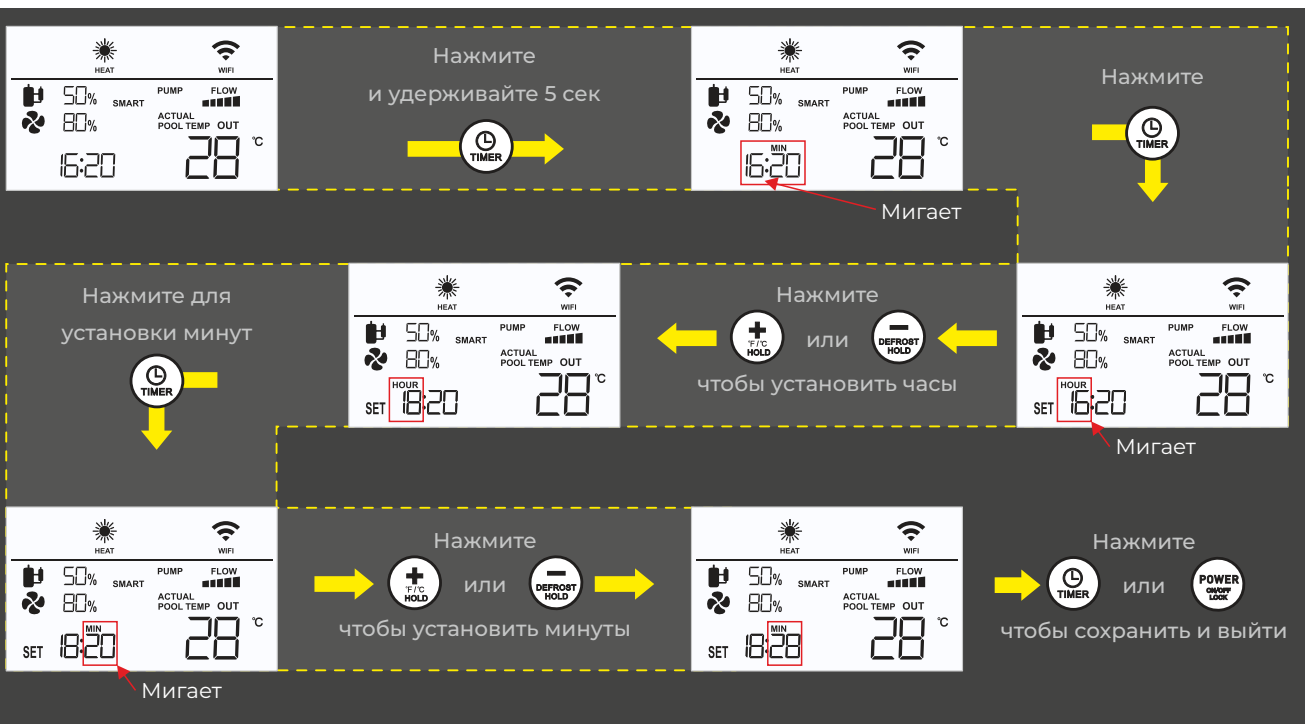 HEAT
WIFI
50%
SMART
PUMP
FLOW
80%
ACTUAL
POOL TEMP OUT
16:20
28
°C
Нажмите
и удерживайте 5 сек
TIMER
HEAT
WIFI
50%
SMART
PUMP
FLOW
80%
ACTUAL
POOL TEMP OUT
MIN
16:20
28
°C
Мигает
Нажмите
TIMER
HEAT
WIFI
50%
SMART
PUMP
FLOW
80%
ACTUAL
POOL TEMP OUT
HOUR
SET 16:20
28
°C
Мигает
Нажмите
+
°F/°C
HOLD
или
DEFROST
HOLD
чтобы установить часы
HEAT
WIFI
50%
SMART
PUMP
FLOW
80%
ACTUAL
POOL TEMP OUT
HOUR
SET 18:20
28
°C
Нажмите для
установки минут
TIMER
HEAT
WIFI
50%
SMART
PUMP
FLOW
80%
ACTUAL
POOL TEMP OUT
MIN
SET 18:20
28
°C
Мигает
Нажмите
+
°F/°C
HOLD
или
DEFROST
HOLD
чтобы установить минуты
HEAT
WIFI
50%
SMART
PUMP
FLOW
80%
ACTUAL
POOL TEMP OUT
MIN
SET 18:28
28
°C
Нажмите
TIMER
или
POWER
ON/OFF
LOCK
чтобы сохранить и выйти